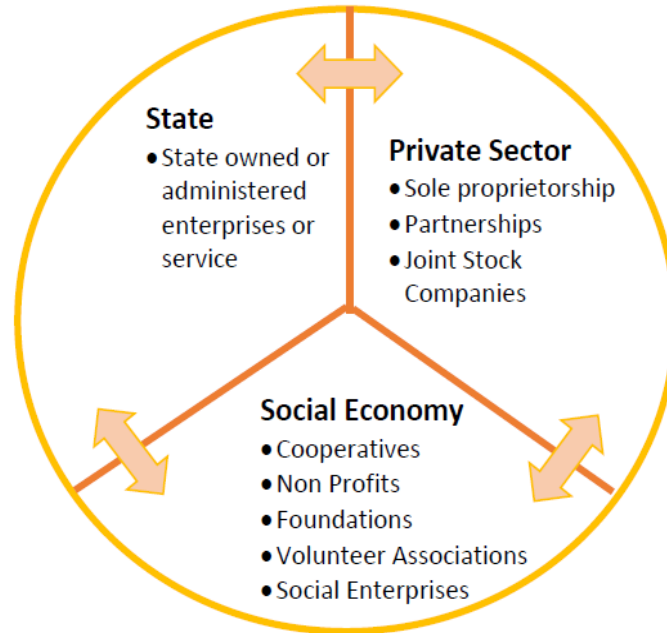 State
• State owned or
administered
enterprises or
service
Private Sector
• Sole proprietorship
• Partnerships
• Joint Stock
Companies
Social Economy
• Cooperatives
• Non Profits
• Foundations
• Volunteer Associations
• Social Enterprises